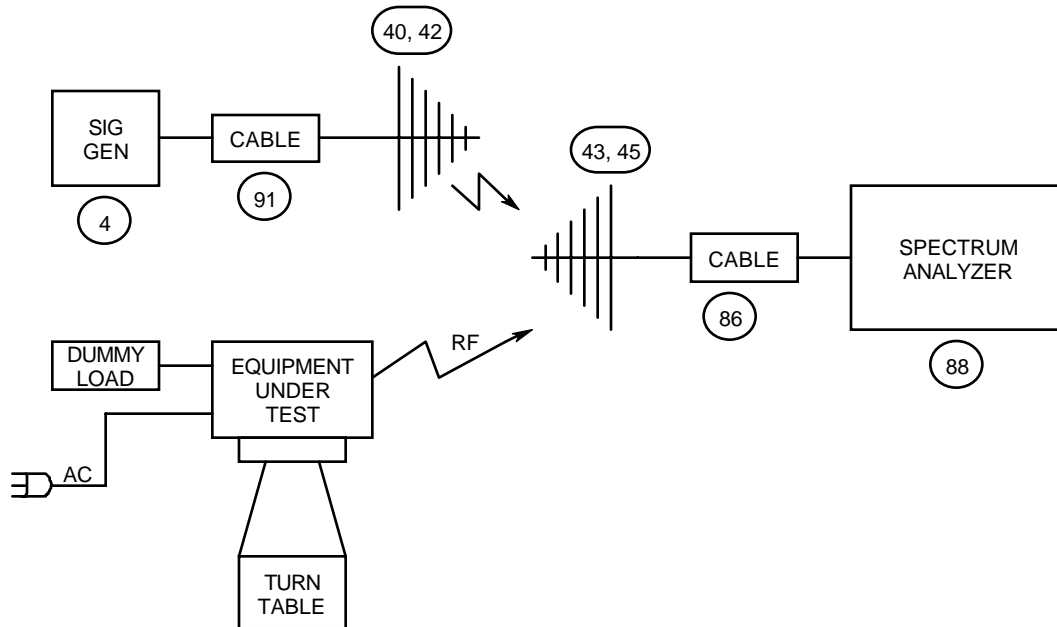 40, 42
SIG
GEN
CABLE
4
91
43, 45
CABLE
SPECTRUM
ANALYZER
86
88
DUMMY
LOAD
EQUIPMENT
UNDER
TEST
RF
AC
TURN
TABLE